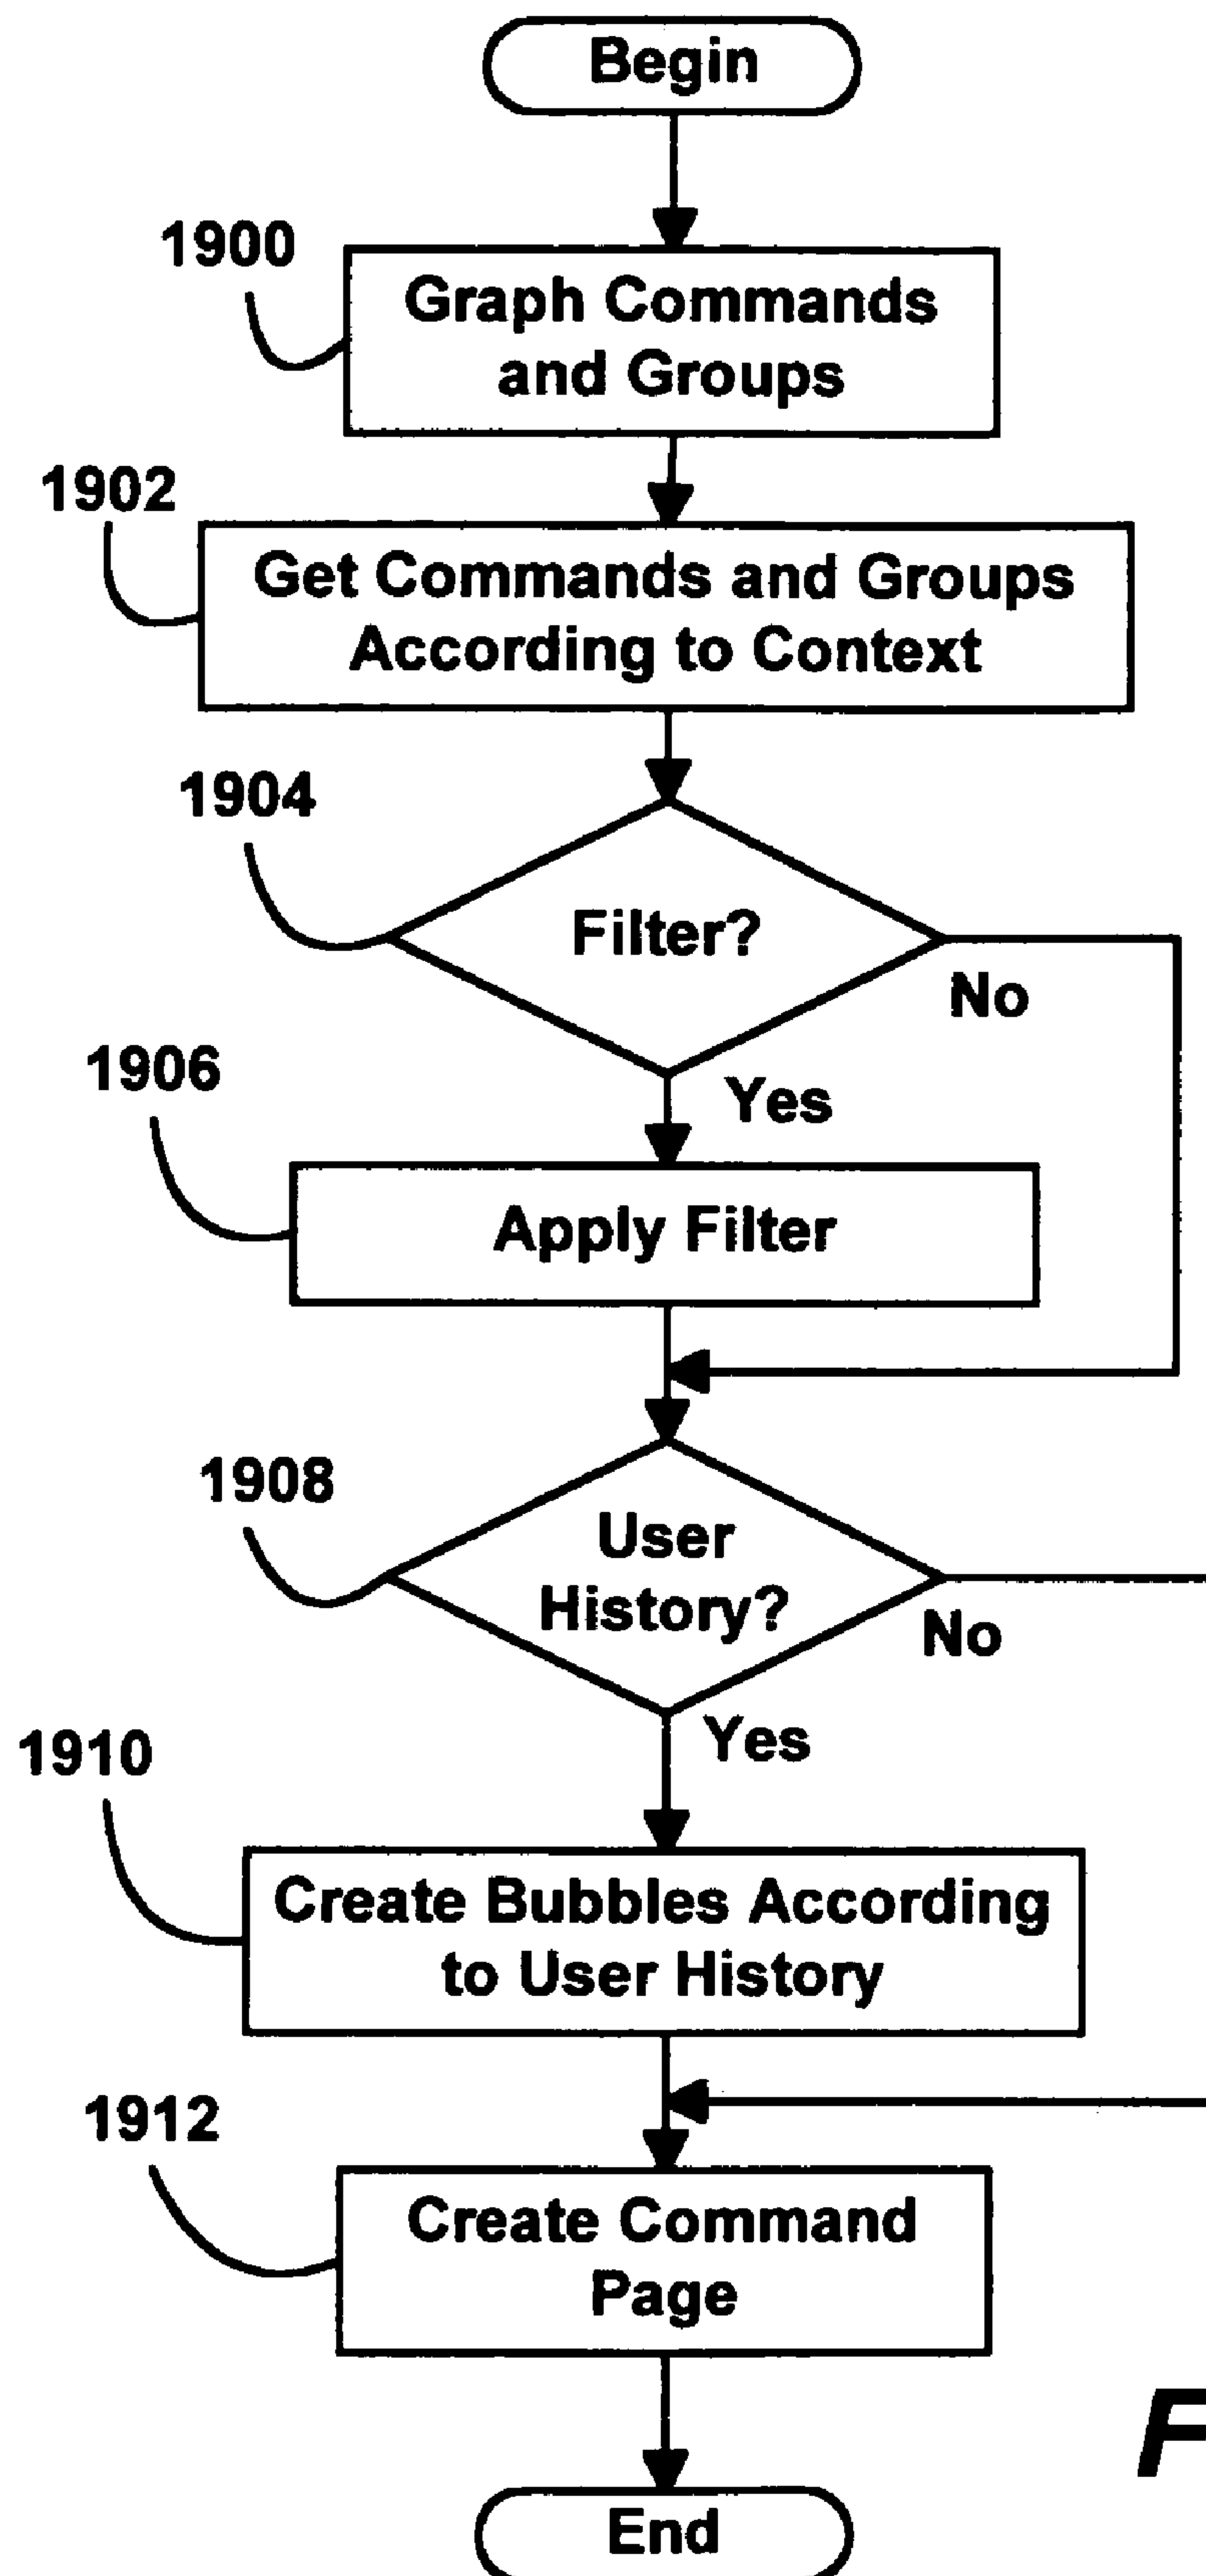 Begin
1900
Graph Commands
and Groups
1902
Get Commands and Groups
According to Context
1904
Filter?
No
Yes
1906
Apply Filter
1908
User
History?
No
Yes
1910
Create Bubbles According
to User History
1912
Create Command
Page
F
End